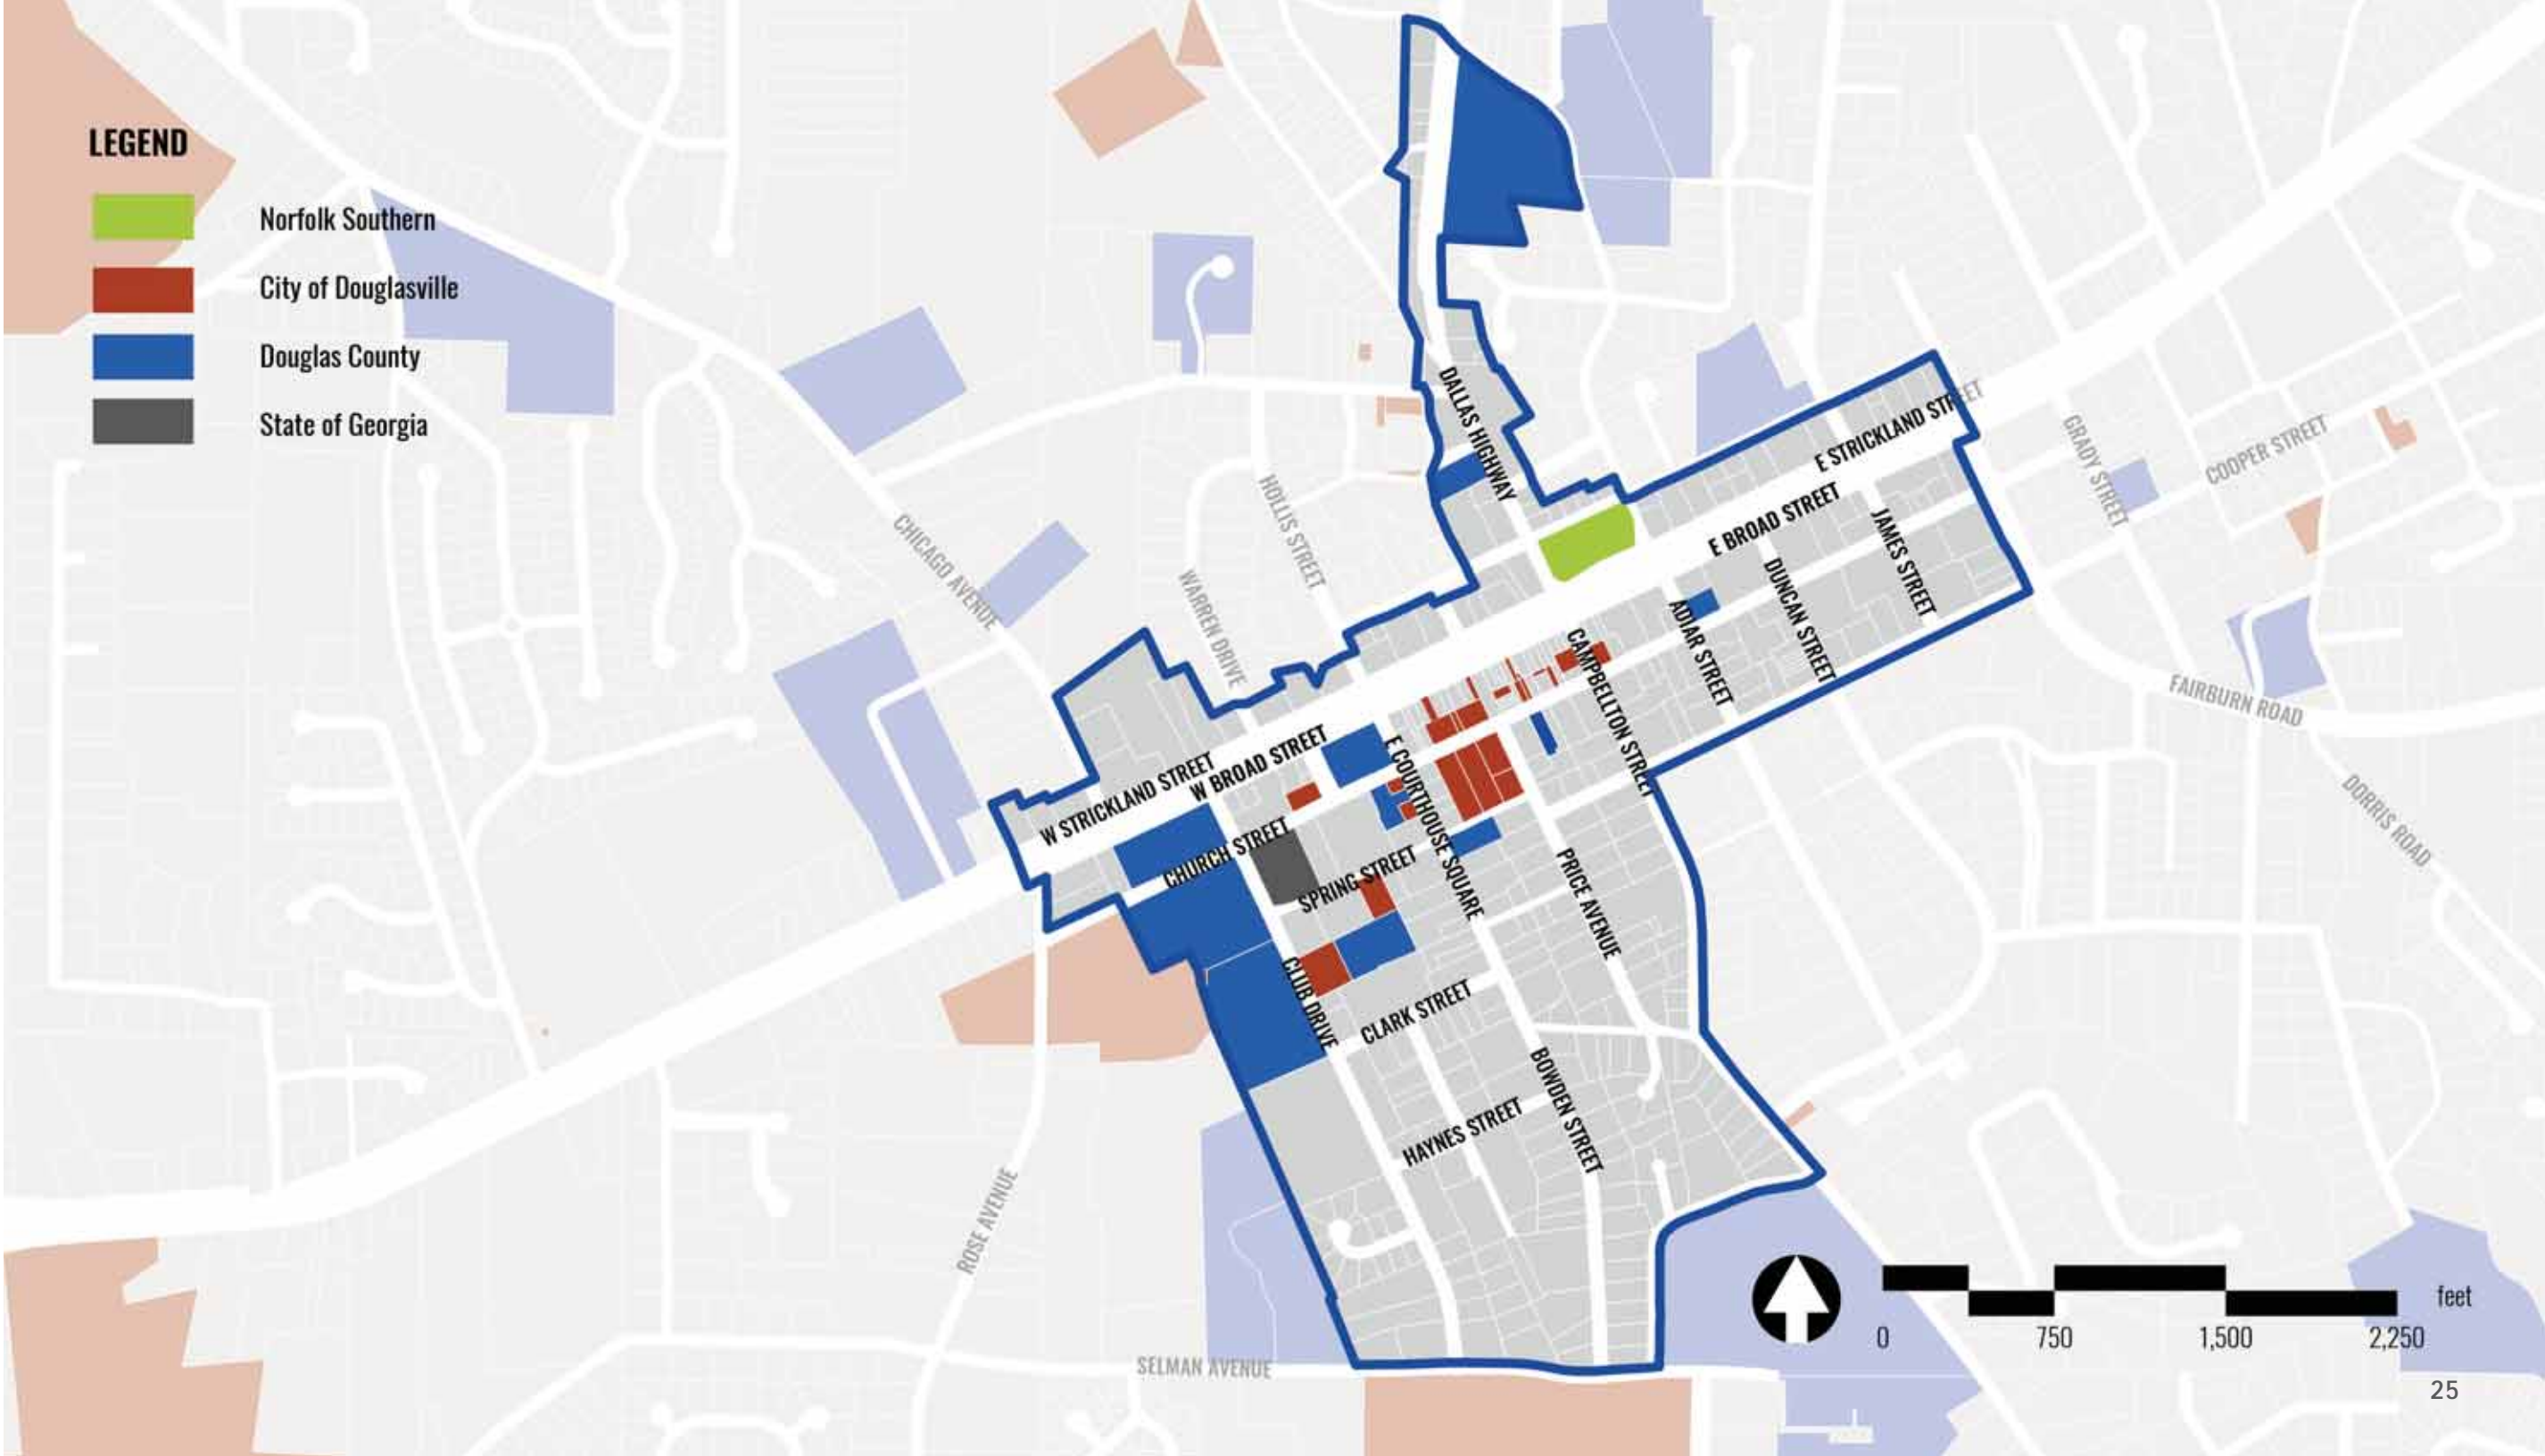 LEGEND
Norfolk Southern
City of Douglasville
Douglas County
State of Georgia
DALLAS HIGHWAY
E STRICKLAND STREET
E BROAD STREET
GRADY STREET
COOPER STREET
HOLLIS STREET
CHICAGO AVENUE
WARREN DRIVE
JAMES STREET
DUNCAN STREET
ADIAR STREET
CAMPBELLTON STREET
FAIRBURN ROAD
DORRIS ROAD
W STRICKLAND STREET
W BROAD STREET
E COURTHOUSE SQUARE
CHURCH STREET
SPRING STREET
PRICE AVENUE
CLUB DRIVE
CLARK STREET
BOWDEN STREET
HAYNES STREET
ROSE AVENUE
SELMAN AVENUE
feet
0 750 1,500 2,250
25